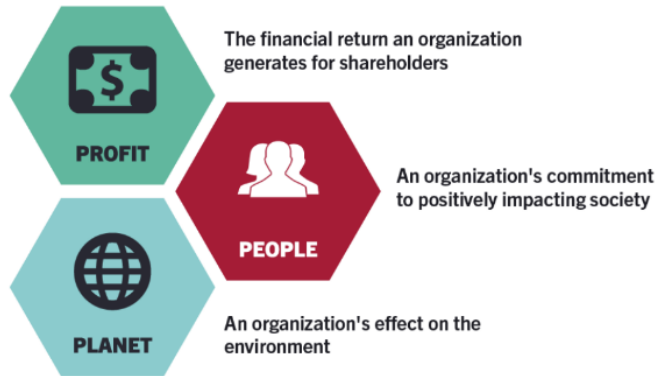 The financial return an organization
generates for shareholders
$
PROFIT
An organization's commitment
to positively impacting society
PEOPLE
An organization's effect on the
environment
PLANET